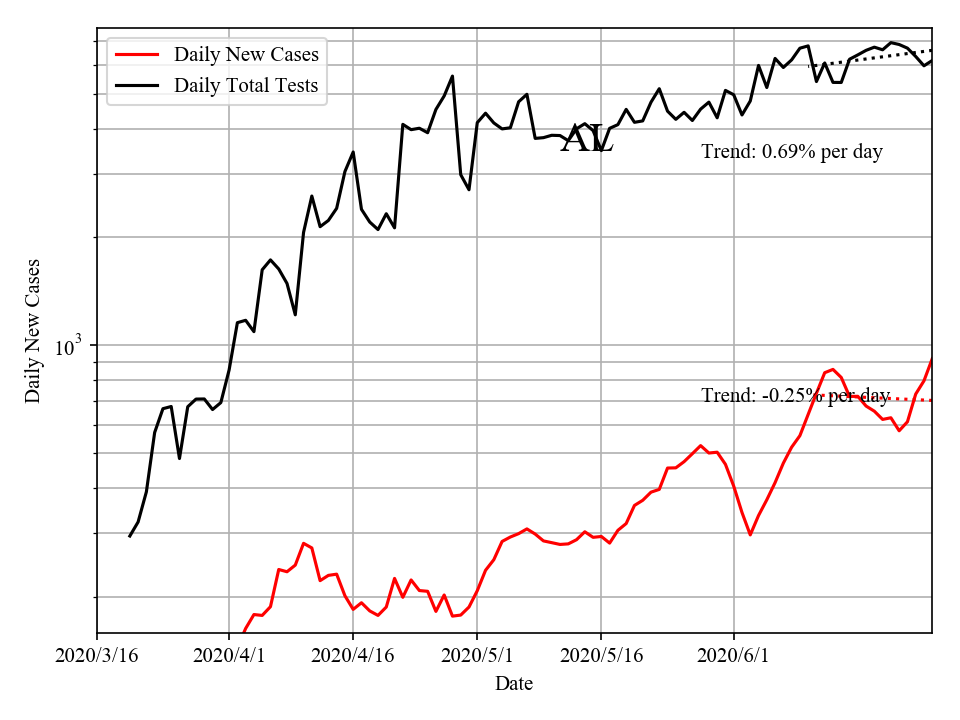 Daily New Cases
Daily Total Tests
AL
Trend: 0.69% per day
Trend: -0.25% per day
Daily New Cases
10³
2020/3/16
2020/4/1
2020/4/16
2020/5/1
2020/5/16
2020/6/1
Date